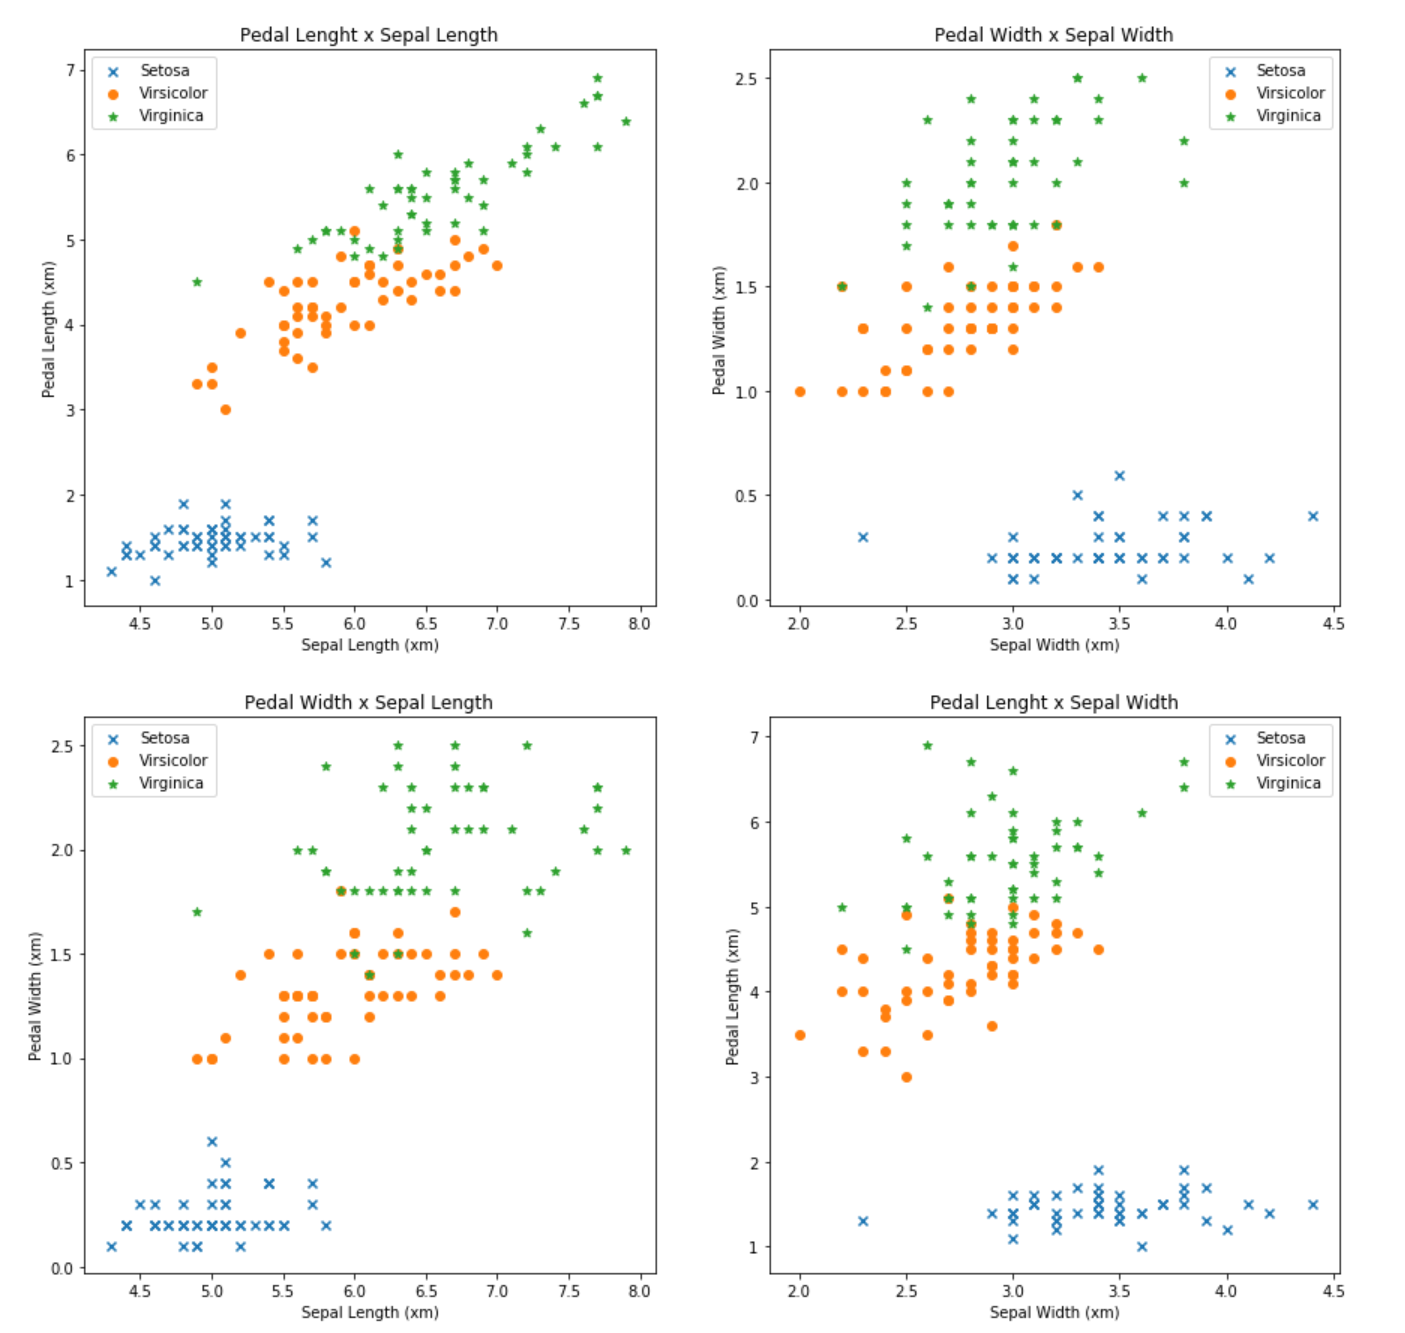 Pedal Lenght x Sepal Length
7
6
5
4
3
2
1
Pedal Length (xm)
Setosa
Virsicolor
Virginica
4.5 5.0 5.5 6.0 6.5 7.0 7.5 8.0
Sepal Length (xm)
Pedal Width x Sepal Width
2.5
2.0
1.5
1.0
0.5
0.0
Pedal Width (xm)
Setosa
Virsicolor
Virginica
2.0 2.5 3.0 3.5 4.0 4.5
Sepal Width (xm)
Pedal Width x Sepal Length
2.5
2.0
1.5
1.0
0.5
0.0
Pedal Width (xm)
Setosa
Virsicolor
Virginica
4.5 5.0 5.5 6.0 6.5 7.0 7.5 8.0
Sepal Length (xm)
Pedal Lenght x Sepal Width
7
6
5
4
3
2
1
Pedal Length (xm)
Setosa
Virsicolor
Virginica
2.0 2.5 3.0 3.5 4.0 4.5
Sepal Width (xm)